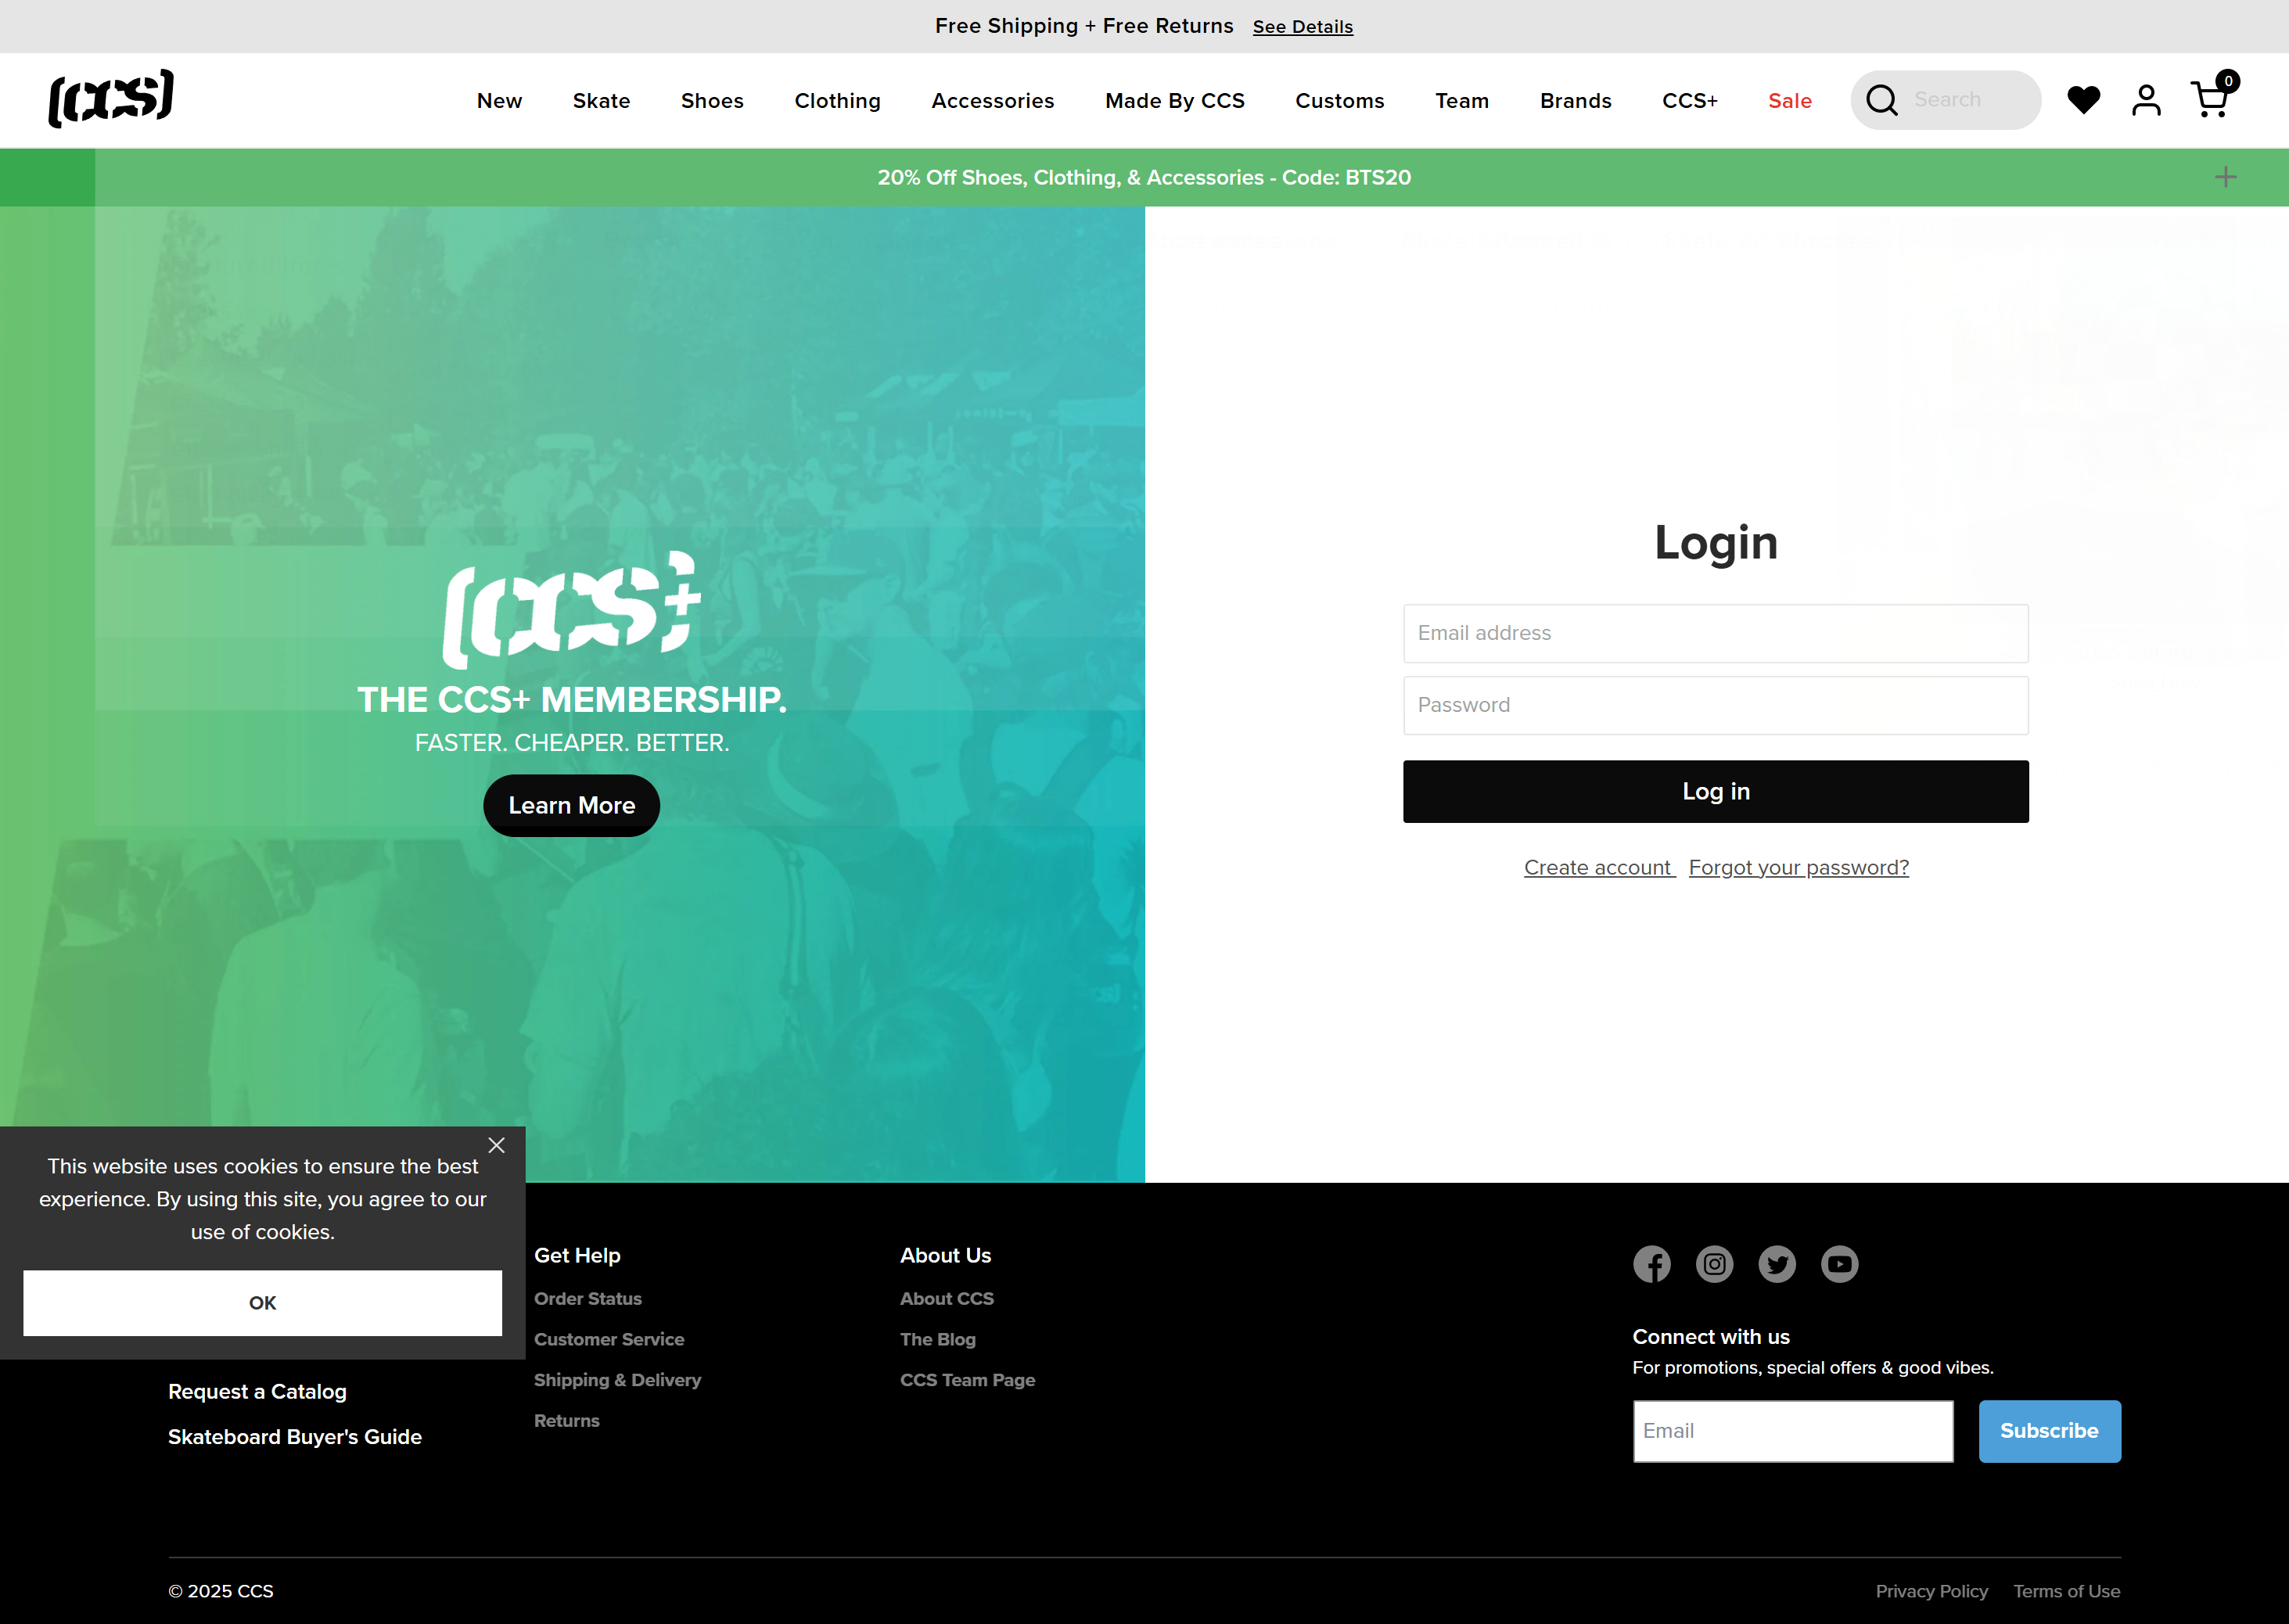 Free Shipping + Free Returns See Details
[ccs]
New Skate Shoes Clothing Accessories Made By CCS Customs Team Brands CCS+ Sale
Search
0
20% Off Shoes, Clothing, & Accessories - Code: BTS20
[ccs+]
THE CCS+ MEMBERSHIP.
FASTER. CHEAPER. BETTER.
Learn More
Login
Email address
Password
Log in
Create account Forgot your password?
This website uses cookies to ensure the best
experience. By using this site, you agree to our
use of cookies.
OK
Request a Catalog
Skateboard Buyer's Guide
Get Help
Order Status
Customer Service
Shipping & Delivery
Returns
About Us
About CCS
The Blog
CCS Team Page
Connect with us
For promotions, special offers & good vibes.
Email
Subscribe
© 2025 CCS
Privacy Policy Terms of Use